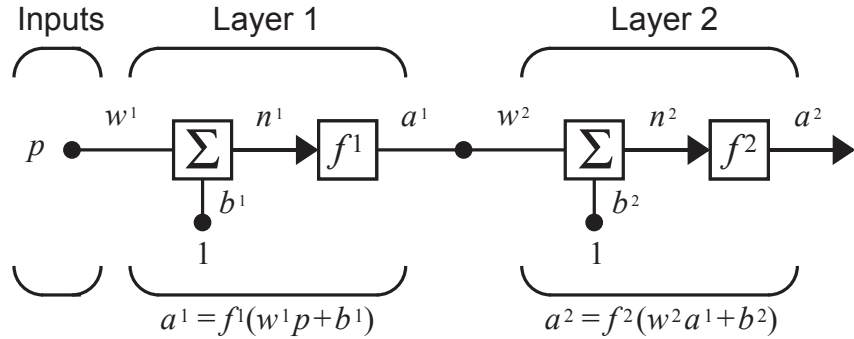 Inputs Layer 1 Layer 2
w¹ n¹ a¹ w² n² a²
p Σ f¹ Σ f²
b¹ b²
1 1
a¹ = f¹(w¹p+b¹) a² = f²(w²a¹+b²)